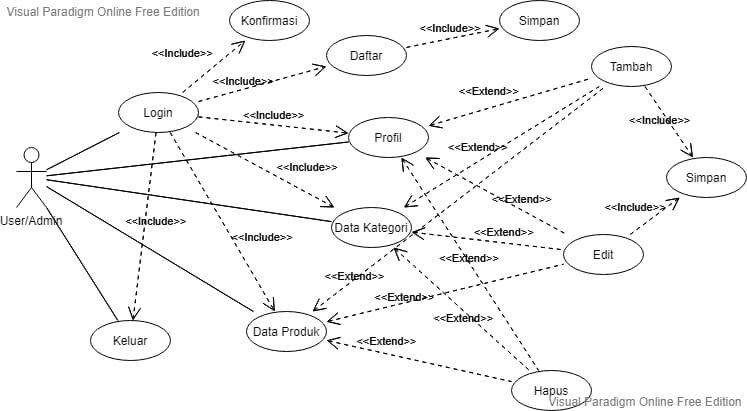 Visual Paradigm Online Free Edition
Konfirmasi
Simpan
<<Include>>
<<Include>>
Daftar
Tambah
<<Include>>
<<Extend>>
Login
<<Include>>
<<Include>>
Profil
<<Extend>>
<<Include>>
Simpan
User/Admin
<<Include>>
<<Extend>>
<<Include>>
<<Include>>
Data Kategori
<<Extend>>
Edit
<<Extend>>
<<Extend>>
<<Extend>>
<<Extend>>
Data Produk
Keluar
<<Extend>>
Hapus
Visual Paradigm Online Free Edition